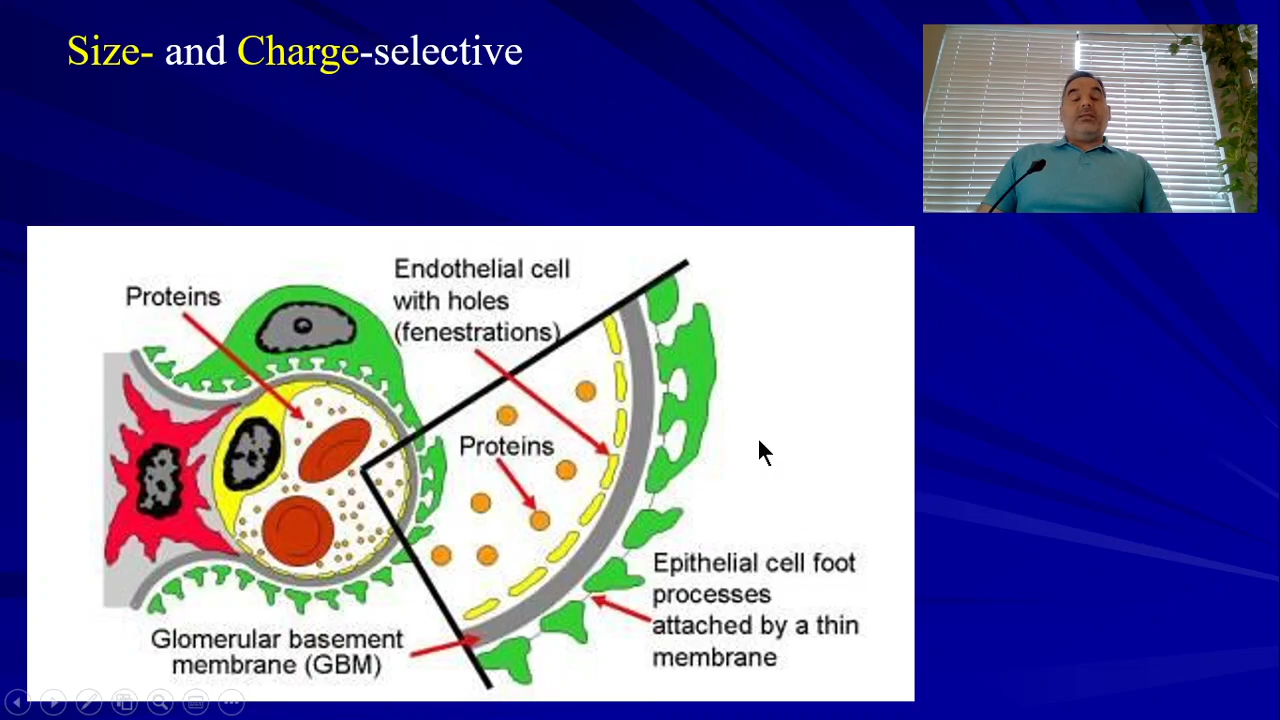 Size- and Charge-selective
Endothelial cell
with holes
(fenestrations)
Proteins
Proteins
Epithelial cell foot
processes
attached by a thin
membrane
Glomerular basement
membrane (GBM)